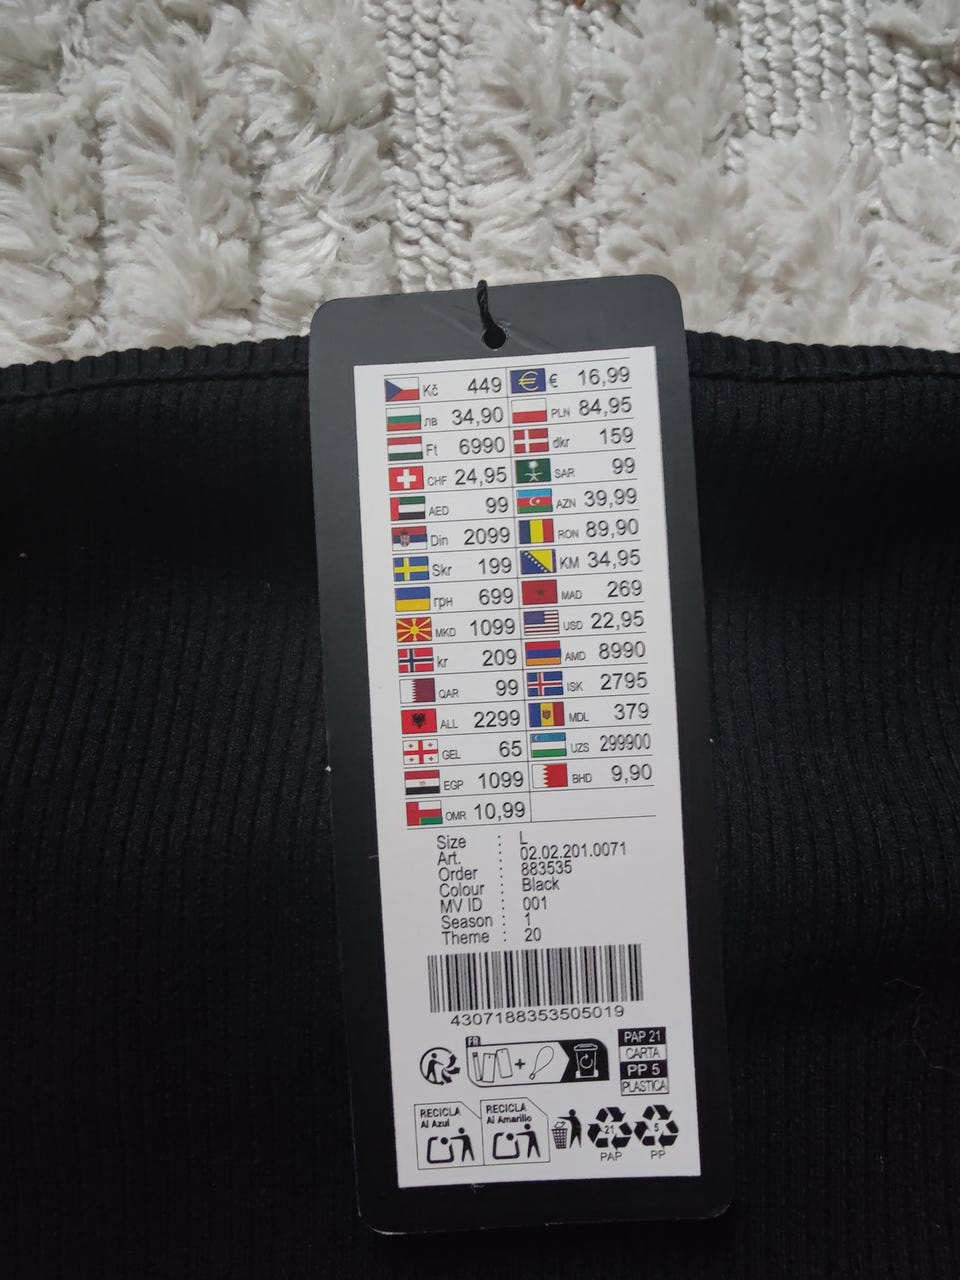 Kč 449 € 16,99
лв 34,90 PLN 84,95
Ft 6990 dkr 159
CHF 24,95 SAR 99
AED 99 AZN 39,99
Din 2099 RON 89,90
Skr 199 KM 34,95
грн 699 MAD 269
MKD 1099 USD 22,95
kr 209 AMD 8990
QAR 99 ISK 2795
ALL 2299 MDL 379
GEL 65 UZS 299900
EGP 1099 BHD 9,90
OMR 10,99
Size : L
Art. : 02.02.201.0071
Order : 883535
Colour : Black
MV ID : 001
Season : 1
Theme : 20
4307188353505019
FR
+
PAP 21
CARTA
PP 5
PLASTICA
RECICLA
Al Azul
RECICLA
Al Amarillo
21
PAP
5
PP